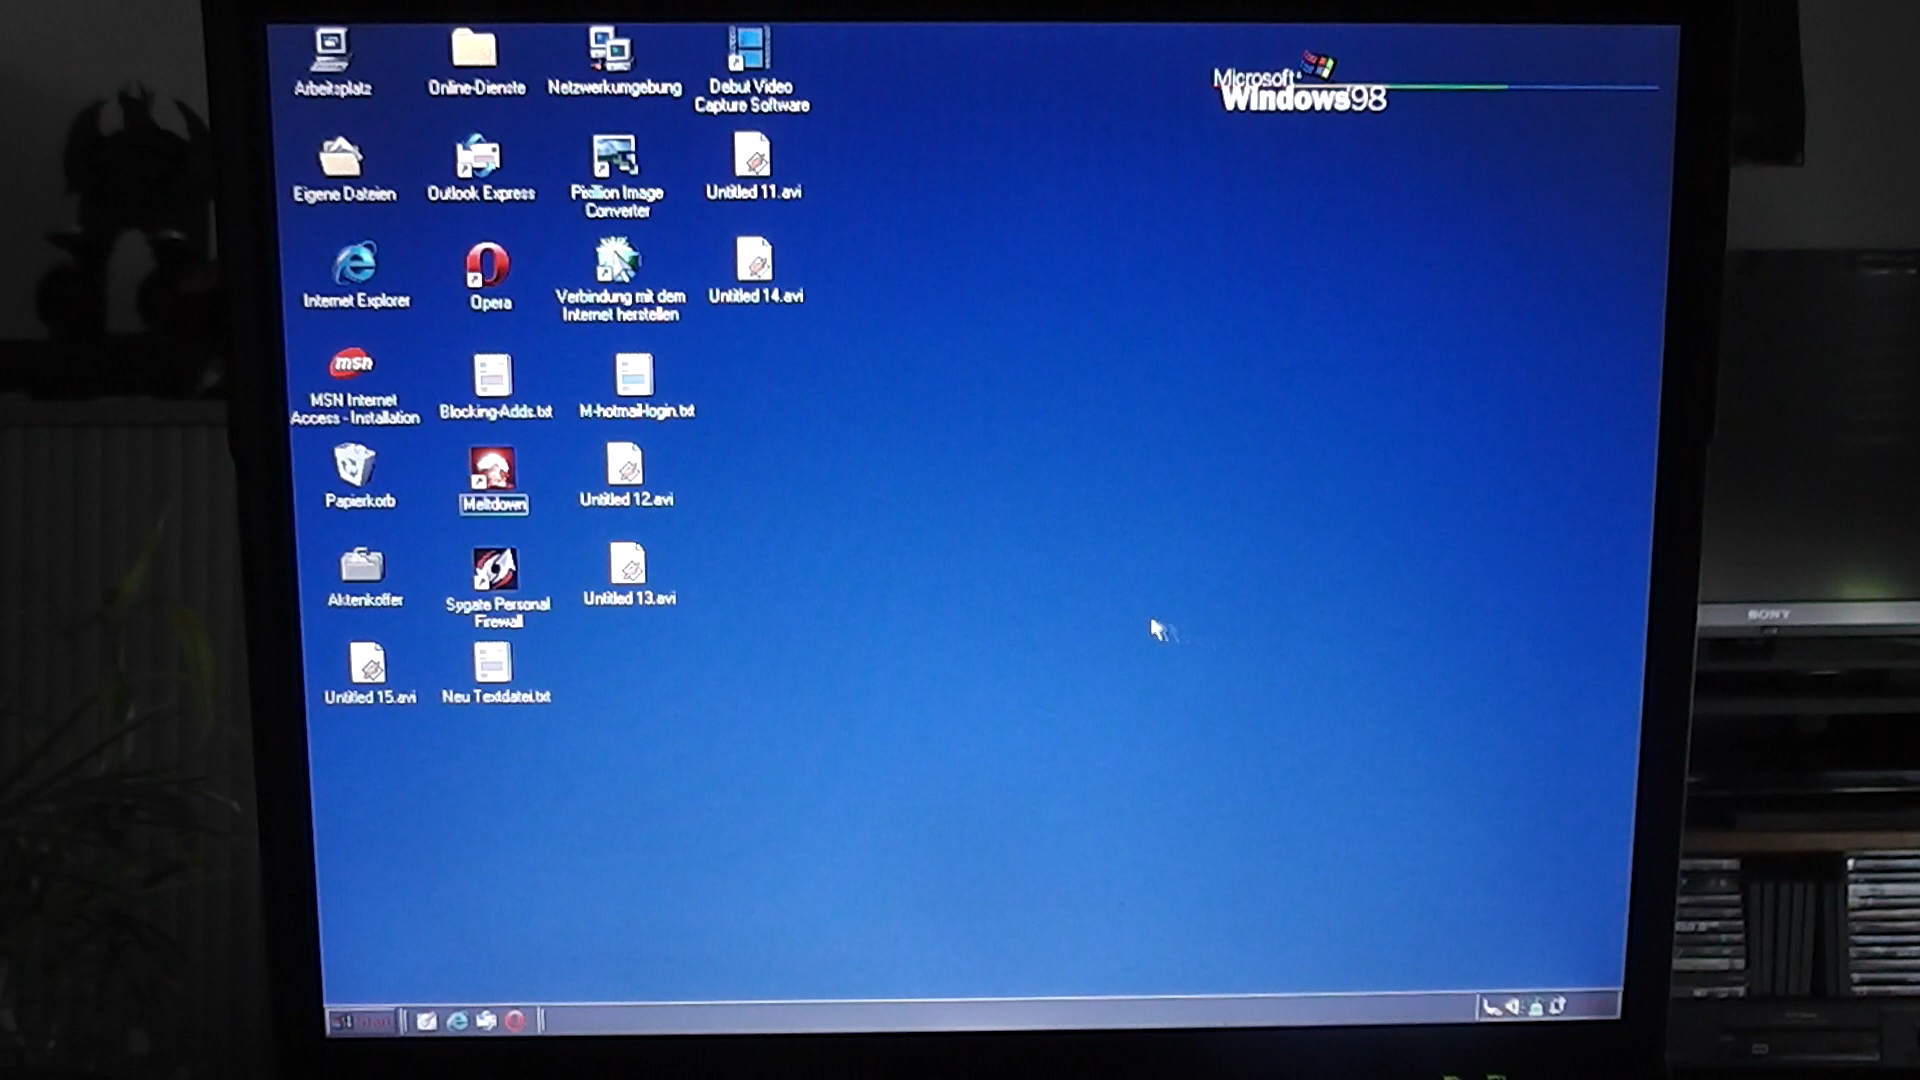 Arbeitsplatz
Online-Dienste
Netzwerkumgebung
Debut Video
Capture Software
Microsoft
Windows98
Eigene Dateien
Outlook Express
Pixillion Image
Converter
Untitled 11.avi
Internet Explorer
Opera
Verbindung mit dem
Internet herstellen
Untitled 14.avi
msn
MSN Internet
Access - Installation
Blocking-Adds.txt
M-hotmail-login.txt
Papierkorb
Meltdown
Untitled 12.avi
Aktenkoffer
Sygate Personal
Firewall
Untitled 13.avi
Untitled 15.avi
Neu Textdatei.txt
Start
SONY